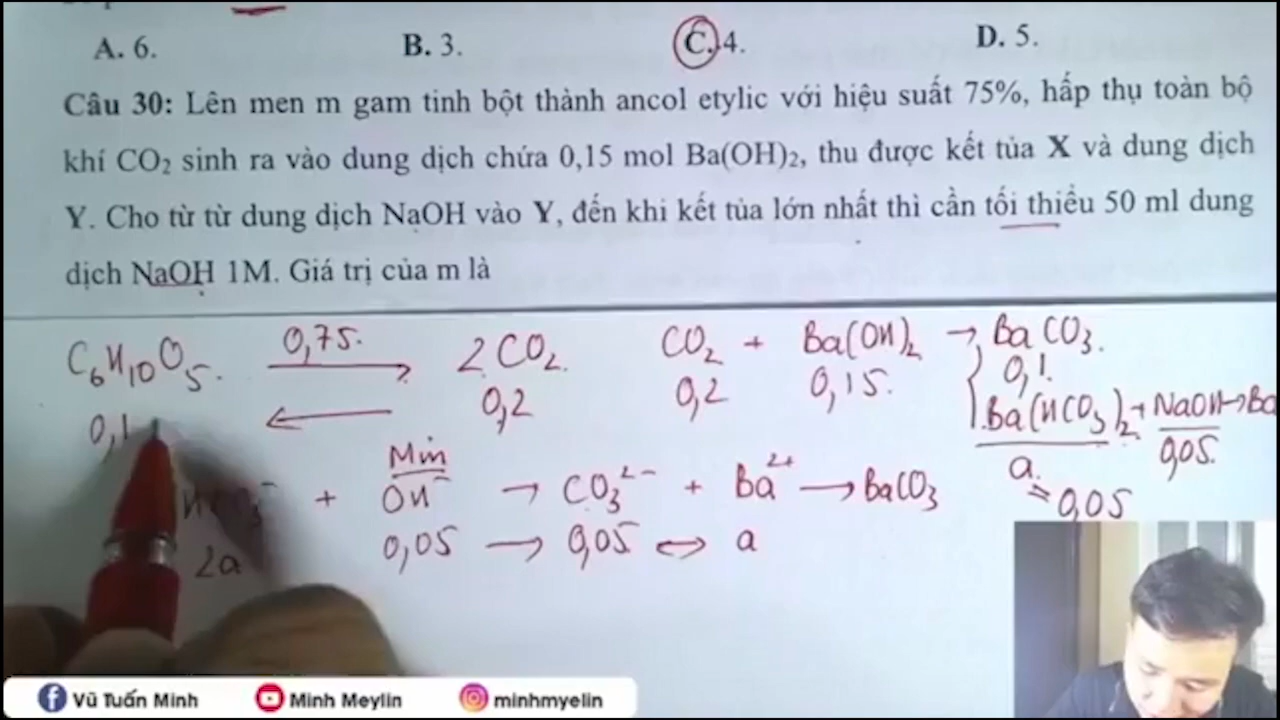 A. 6. B. 3. C. 4. D. 5.
Câu 30: Lên men m gam tinh bột thành ancol etylic với hiệu suất 75%, hấp thụ toàn bộ
khí CO₂ sinh ra vào dung dịch chứa 0,15 mol Ba(OH)₂, thu được kết tủa X và dung dịch
Y. Cho từ từ dung dịch NaOH vào Y, đến khi kết tủa lớn nhất thì cần tối thiểu 50 ml dung
dịch NaOH 1M. Giá trị của m là
C₆H₁₀O₅. 0,75. 2CO₂. CO₂ + Ba(OH)₂ → BaCO₃.
0,1 0,2 0,2 0,15. 0,1.
Ba(HCO₃)₂ + NaOH → Ba
a. 0,05.
= 0,05
Min
+ OH⁻ → CO₃²⁻ + Ba²⁺ → BaCO₃
2a 0,05 → 0,05 ↔ a
Vũ Tuấn Minh Minh Meylin minhmyelin